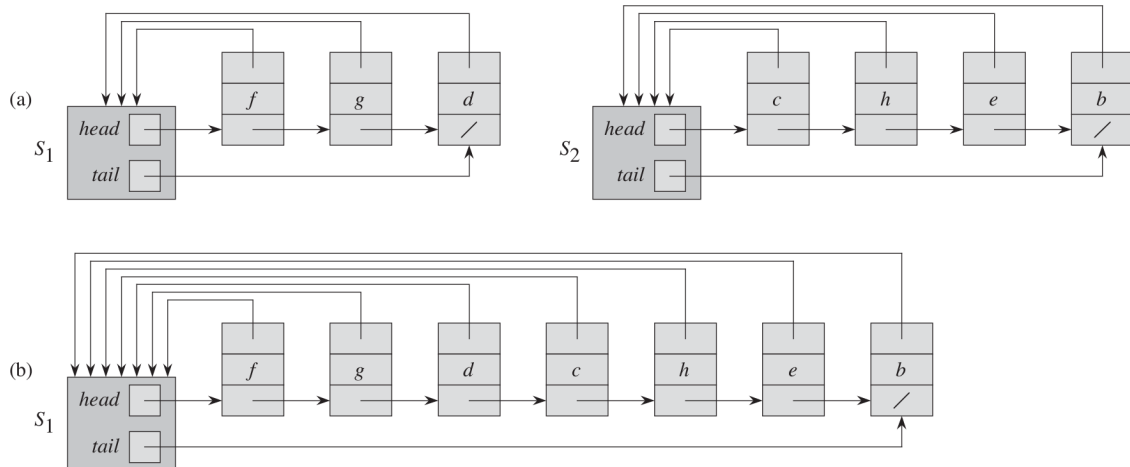 f g d c h e b
(a) head head
S1 S2
tail tail
f g d c h e b
(b) head
S1
tail